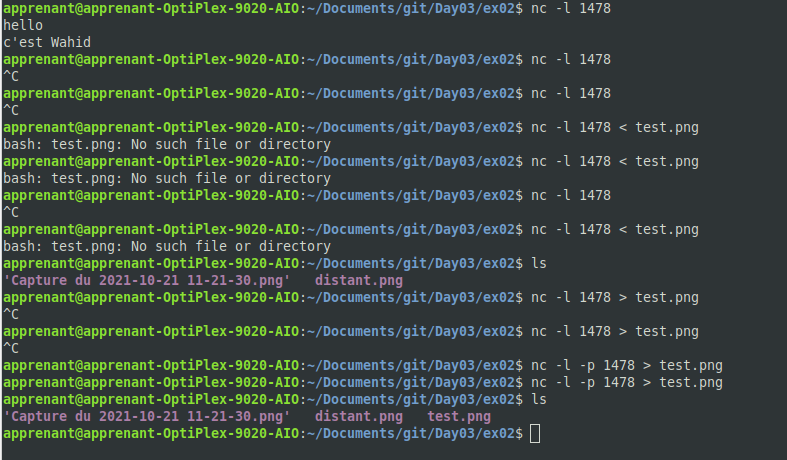 apprenant@apprenant-OptiPlex-9020-AIO:~/Documents/git/Day03/ex02$ nc -l 1478
hello
c'est Wahid
apprenant@apprenant-OptiPlex-9020-AIO:~/Documents/git/Day03/ex02$ nc -l 1478
^C
apprenant@apprenant-OptiPlex-9020-AIO:~/Documents/git/Day03/ex02$ nc -l 1478
^C
apprenant@apprenant-OptiPlex-9020-AIO:~/Documents/git/Day03/ex02$ nc -l 1478 < test.png
bash: test.png: No such file or directory
apprenant@apprenant-OptiPlex-9020-AIO:~/Documents/git/Day03/ex02$ nc -l 1478 < test.png
bash: test.png: No such file or directory
apprenant@apprenant-OptiPlex-9020-AIO:~/Documents/git/Day03/ex02$ nc -l 1478
^C
apprenant@apprenant-OptiPlex-9020-AIO:~/Documents/git/Day03/ex02$ nc -l 1478 < test.png
bash: test.png: No such file or directory
apprenant@apprenant-OptiPlex-9020-AIO:~/Documents/git/Day03/ex02$ ls
'Capture du 2021-10-21 11-21-30.png'   distant.png
apprenant@apprenant-OptiPlex-9020-AIO:~/Documents/git/Day03/ex02$ nc -l 1478 > test.png
^C
apprenant@apprenant-OptiPlex-9020-AIO:~/Documents/git/Day03/ex02$ nc -l 1478 > test.png
^C
apprenant@apprenant-OptiPlex-9020-AIO:~/Documents/git/Day03/ex02$ nc -l -p 1478 > test.png
apprenant@apprenant-OptiPlex-9020-AIO:~/Documents/git/Day03/ex02$ nc -l -p 1478 > test.png
apprenant@apprenant-OptiPlex-9020-AIO:~/Documents/git/Day03/ex02$ ls
'Capture du 2021-10-21 11-21-30.png'   distant.png   test.png
apprenant@apprenant-OptiPlex-9020-AIO:~/Documents/git/Day03/ex02$